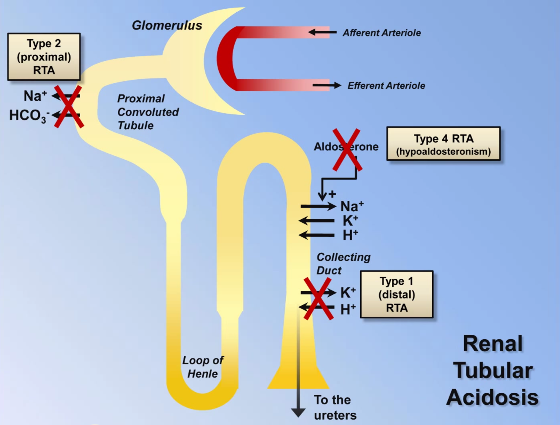 Glomerulus
Afferent Arteriole
Efferent Arteriole
Type 2
(proximal)
RTA
Na+
HCO3-
Proximal
Convoluted
Tubule
Aldosterone
Type 4 RTA
(hypoaldosteronism)
+
Na+
K+
H+
Collecting
Duct
K+
H+
Type 1
(distal)
RTA
Loop of
Henle
To the
ureters
Renal
Tubular
Acidosis